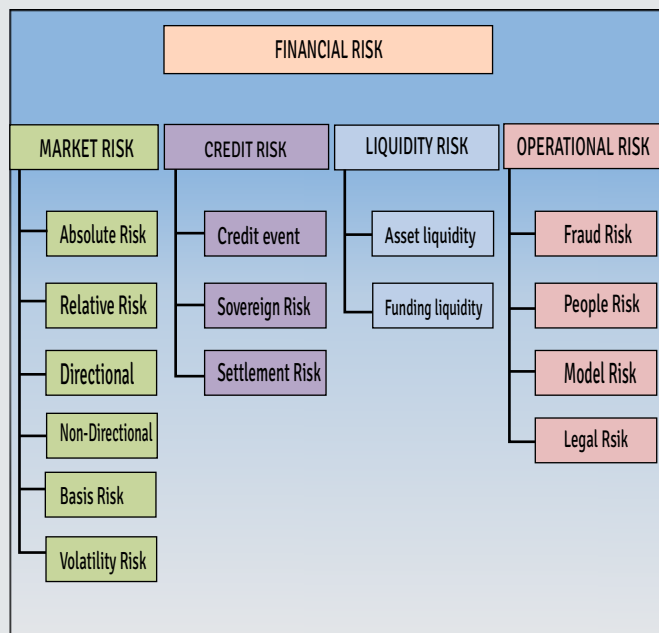 FINANCIAL RISK
MARKET RISK
CREDIT RISK
LIQUIDITY RISK
OPERATIONAL RISK
Absolute Risk
Relative Risk
Directional
Non-Directional
Basis Risk
Volatility Risk
Credit event
Sovereign Risk
Settlement Risk
Asset liquidity
Funding liquidity
Fraud Risk
People Risk
Model Risk
Legal Rsik